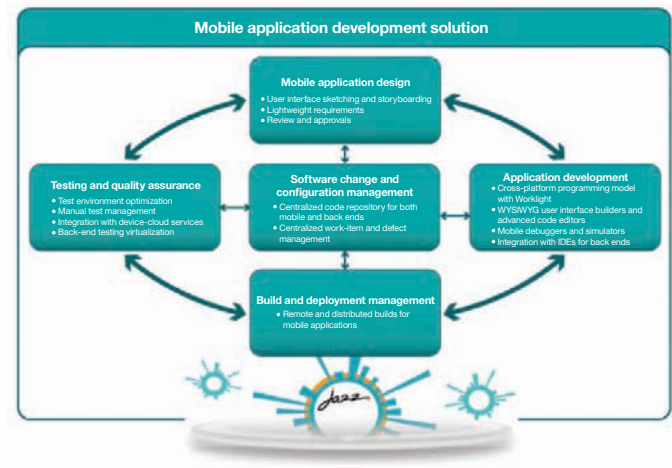 Mobile application development solution
Mobile application design
• User interface sketching and storyboarding
• Lightweight requirements
• Review and approvals
Testing and quality assurance
• Test environment optimization
• Manual test management
• Integration with device-cloud services
• Back-end testing virtualization
Software change and
configuration management
• Centralized code repository for both
mobile and back ends
• Centralized work-item and defect
management
Application development
• Cross-platform programming model
with Worklight
• WYSIWYG user interface builders and
advanced code editors
• Mobile debuggers and simulators
• Integration with IDEs for back ends
Build and deployment management
• Remote and distributed builds for
mobile applications
Jazz